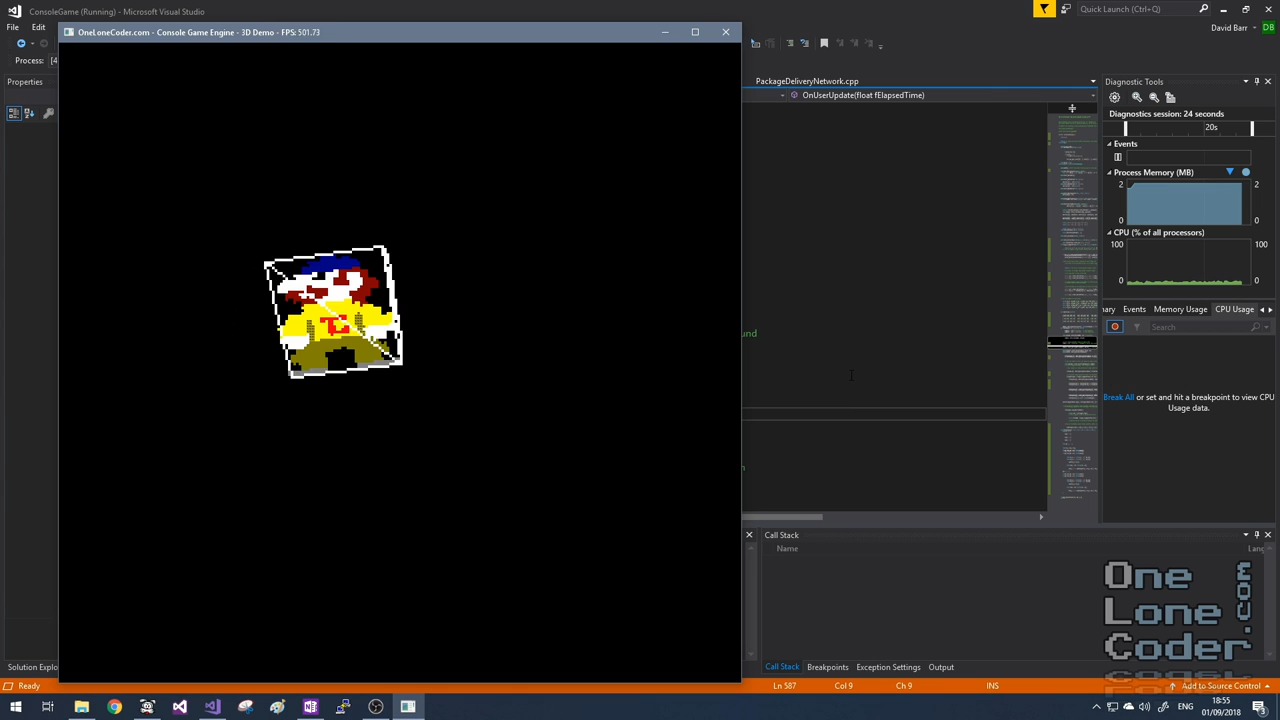 ConsoleGame (Running) - Microsoft Visual Studio
Quick Launch (Ctrl+Q)
File
Edit
David Barr
DB
OneLoneCoder.com - Console Game Engine - 3D Demo - FPS: 501.73
Process:
[4
Properties
PackageDeliveryNetwork.cpp
OnUserUpdate(float fElapsedTime)
Diagnostic Tools
Diagnostics session: 24 seconds
20s
Events
Process Memory (MB)
2
0
CPU (% of all processors)
100
0
mary Events Memory Usage CPU Usage
Search
Break All or set a breakpoint to view
data.
ound
n
Call Stack
Name
Lang
Call Stack Breakpoints Exception Settings Output
Solution Explo
Ready
Ln 587
Col 9
Ch 9
INS
Add to Source Control
ENG
18:55
01/09/2018
One
Lone
Coder
.com